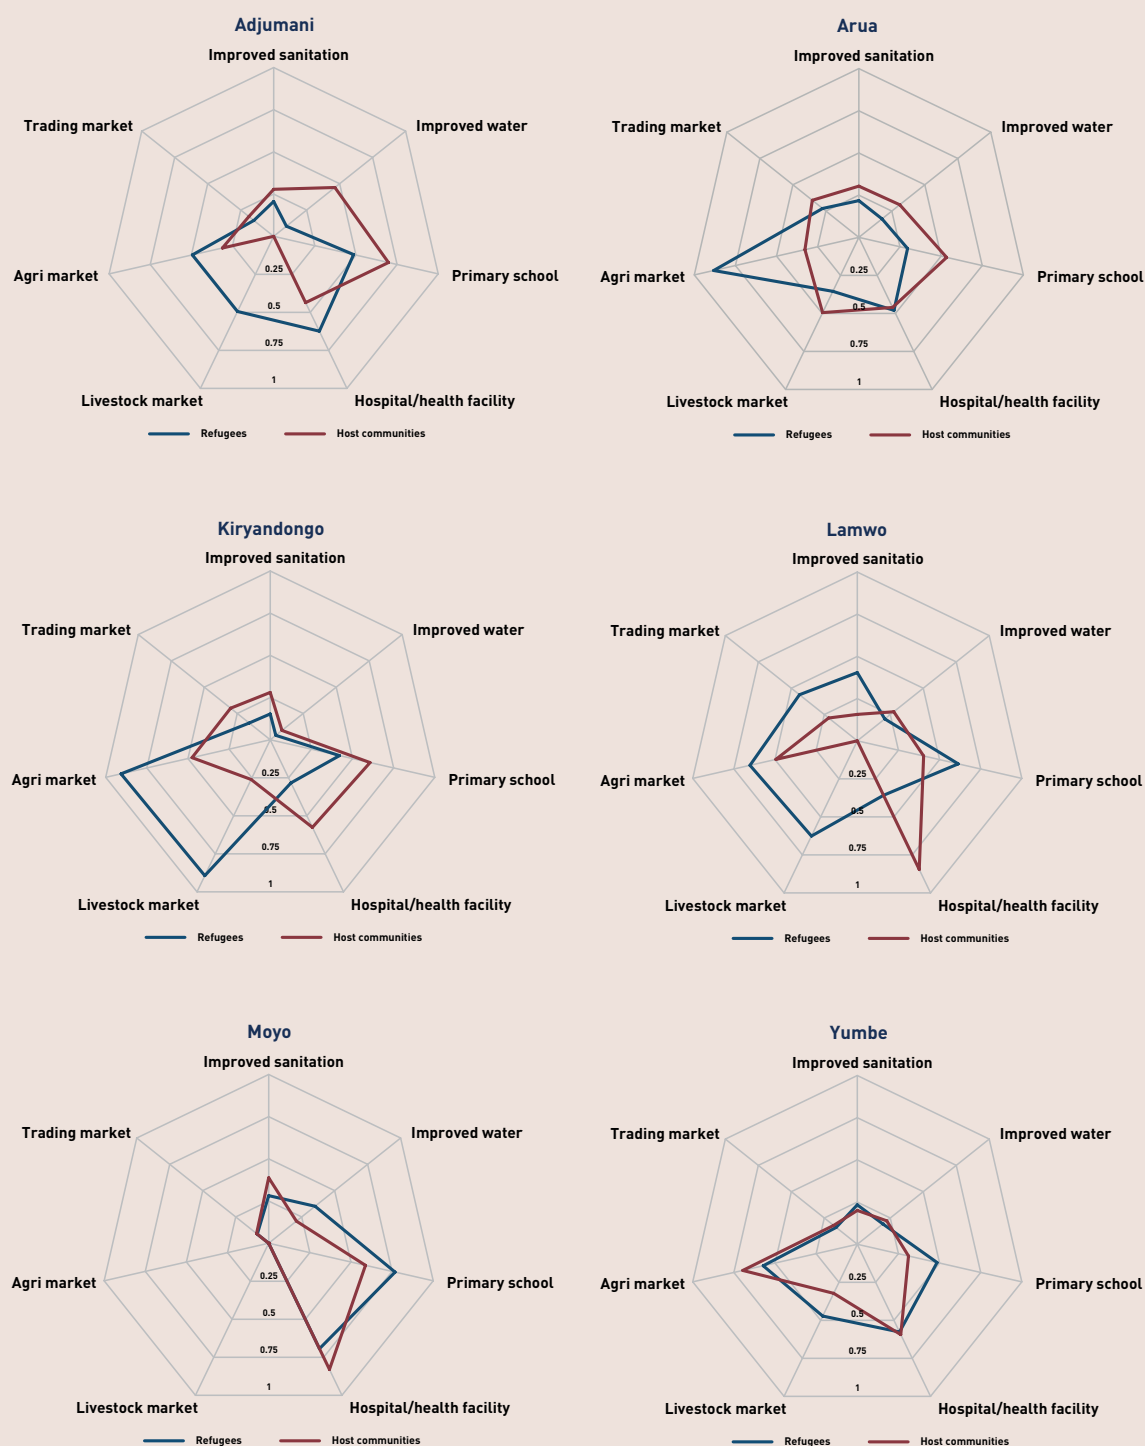 Adjumani
Improved sanitation
Trading market
Improved water
Agri market
Primary school
0.25
0.5
0.75
1
Livestock market
Hospital/health facility
Refugees
Host communities
Arua
Improved sanitation
Trading market
Improved water
Agri market
Primary school
0.25
0.5
0.75
1
Livestock market
Hospital/health facility
Refugees
Host communities
Kiryandongo
Improved sanitation
Trading market
Improved water
Agri market
Primary school
0.25
0.5
0.75
1
Livestock market
Hospital/health facility
Refugees
Host communities
Lamwo
Improved sanitatio
Trading market
Improved water
Agri market
Primary school
0.25
0.5
0.75
1
Livestock market
Hospital/health facility
Refugees
Host communities
Moyo
Improved sanitation
Trading market
Improved water
Agri market
Primary school
0.25
0.5
0.75
1
Livestock market
Hospital/health facility
Refugees
Host communities
Yumbe
Improved sanitation
Trading market
Improved water
Agri market
Primary school
0.25
0.5
0.75
1
Livestock market
Hospital/health facility
Refugees
Host communities